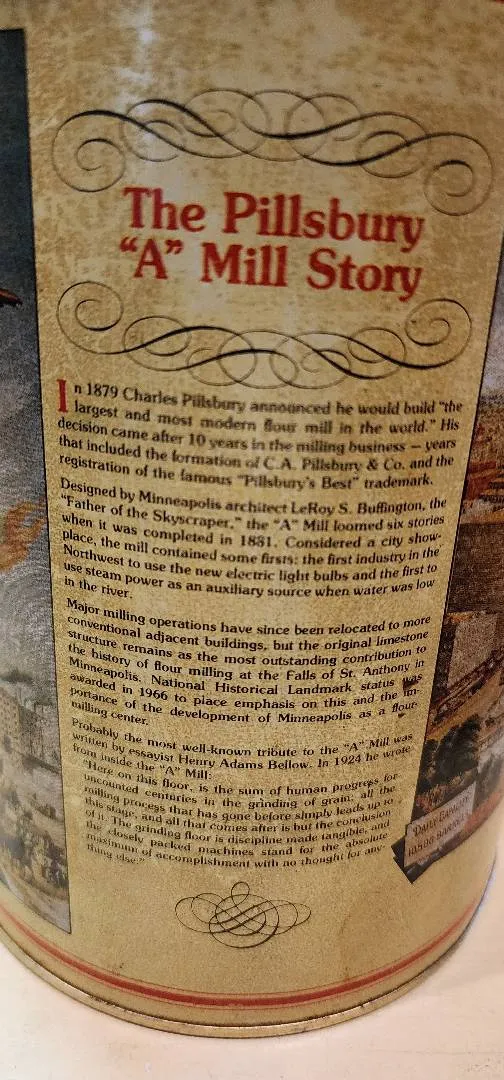 The Pillsbury
“A” Mill Story
In 1879 Charles Pillsbury announced he would build “the
largest and most modern flour mill in the world.” His
decision came after 10 years in the milling business — years
that included the formation of C.A. Pillsbury & Co. and the
registration of the famous “Pillsbury's Best” trademark.
Designed by Minneapolis architect LeRoy S. Buffington, the
“Father of the Skyscraper,” the “A” Mill loomed six stories
when it was completed in 1881. Considered a city show-
place, the mill contained some firsts: the first industry in the
Northwest to use the new electric light bulbs and the first to
use steam power as an auxiliary source when water was low
in the river.
Major milling operations have since been relocated to more
conventional adjacent buildings, but the original limestone
structure remains as the most outstanding contribution to
the history of flour milling at the Falls of St. Anthony in
Minneapolis. National Historical Landmark status was
awarded in 1966 to place emphasis on this and the im-
portance of the development of Minneapolis as a flour-
milling center.
Probably the most well-known tribute to the “A” Mill was
written by essayist Henry Adams Bellow. In 1924 he wrote
from inside the “A” Mill:
“Here on this floor, is the sum of human progress for
uncounted centuries in the grinding of grain; all the
milling process that has gone before simply leads up to
this stage, and all that comes after is but the conclusion
of it. The grinding floor is discipline made tangible, and
the closely packed machines stand for the absolute
maximum of accomplishment with no thought for any-
thing else.”
DAILY CAPACITY
10,500 BARRELS